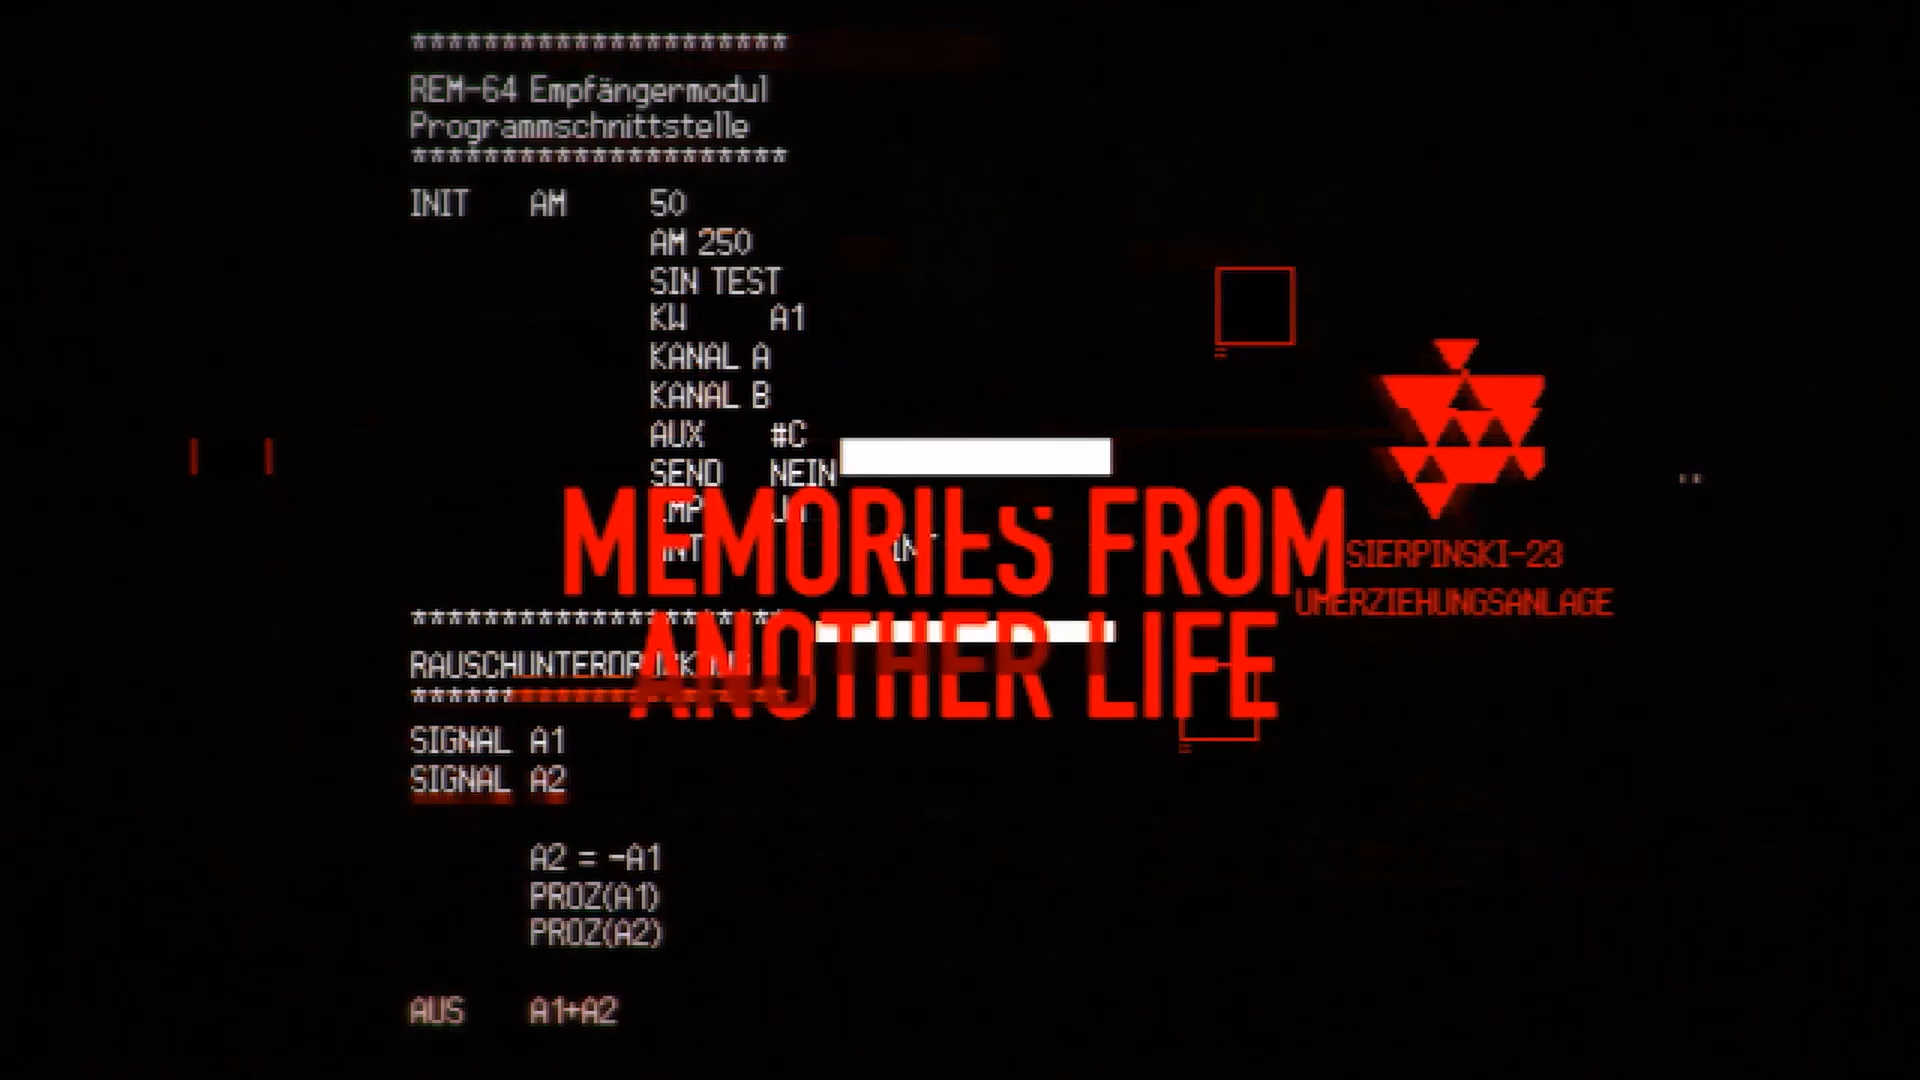 *********************
REM-64 Empfängermodul
Programmschnittstelle
*********************
INIT AM 50
AM 250
SIN TEST
KW A1
KANAL A
KANAL B
AUX #C
SEND NEIN
MEMORIES FROM
ANOTHER LIFE
SIERPINSKI-23
UMERZIEHUNGSANLAGE
*********************
RAUSCHUNTERDRÜCKUNG
*********************
SIGNAL A1
SIGNAL A2
A2 = -A1
PROZ(A1)
PROZ(A2)
AUS A1+A2